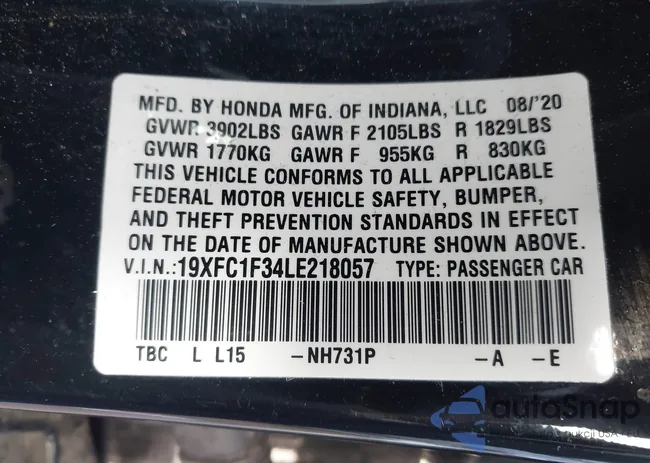 MFD. BY HONDA MFG. OF INDIANA, LLC 08/'20
GVWR 3902LBS GAWR F 2105LBS R 1829LBS
GVWR 1770KG GAWR F 955KG R 830KG
THIS VEHICLE CONFORMS TO ALL APPLICABLE
FEDERAL MOTOR VEHICLE SAFETY, BUMPER,
AND THEFT PREVENTION STANDARDS IN EFFECT
ON THE DATE OF MANUFACTURE SHOWN ABOVE.
V.I.N.:19XFC1F34LE218057 TYPE: PASSENGER CAR
TBC L L15 -NH731P -A -E
autoSnap